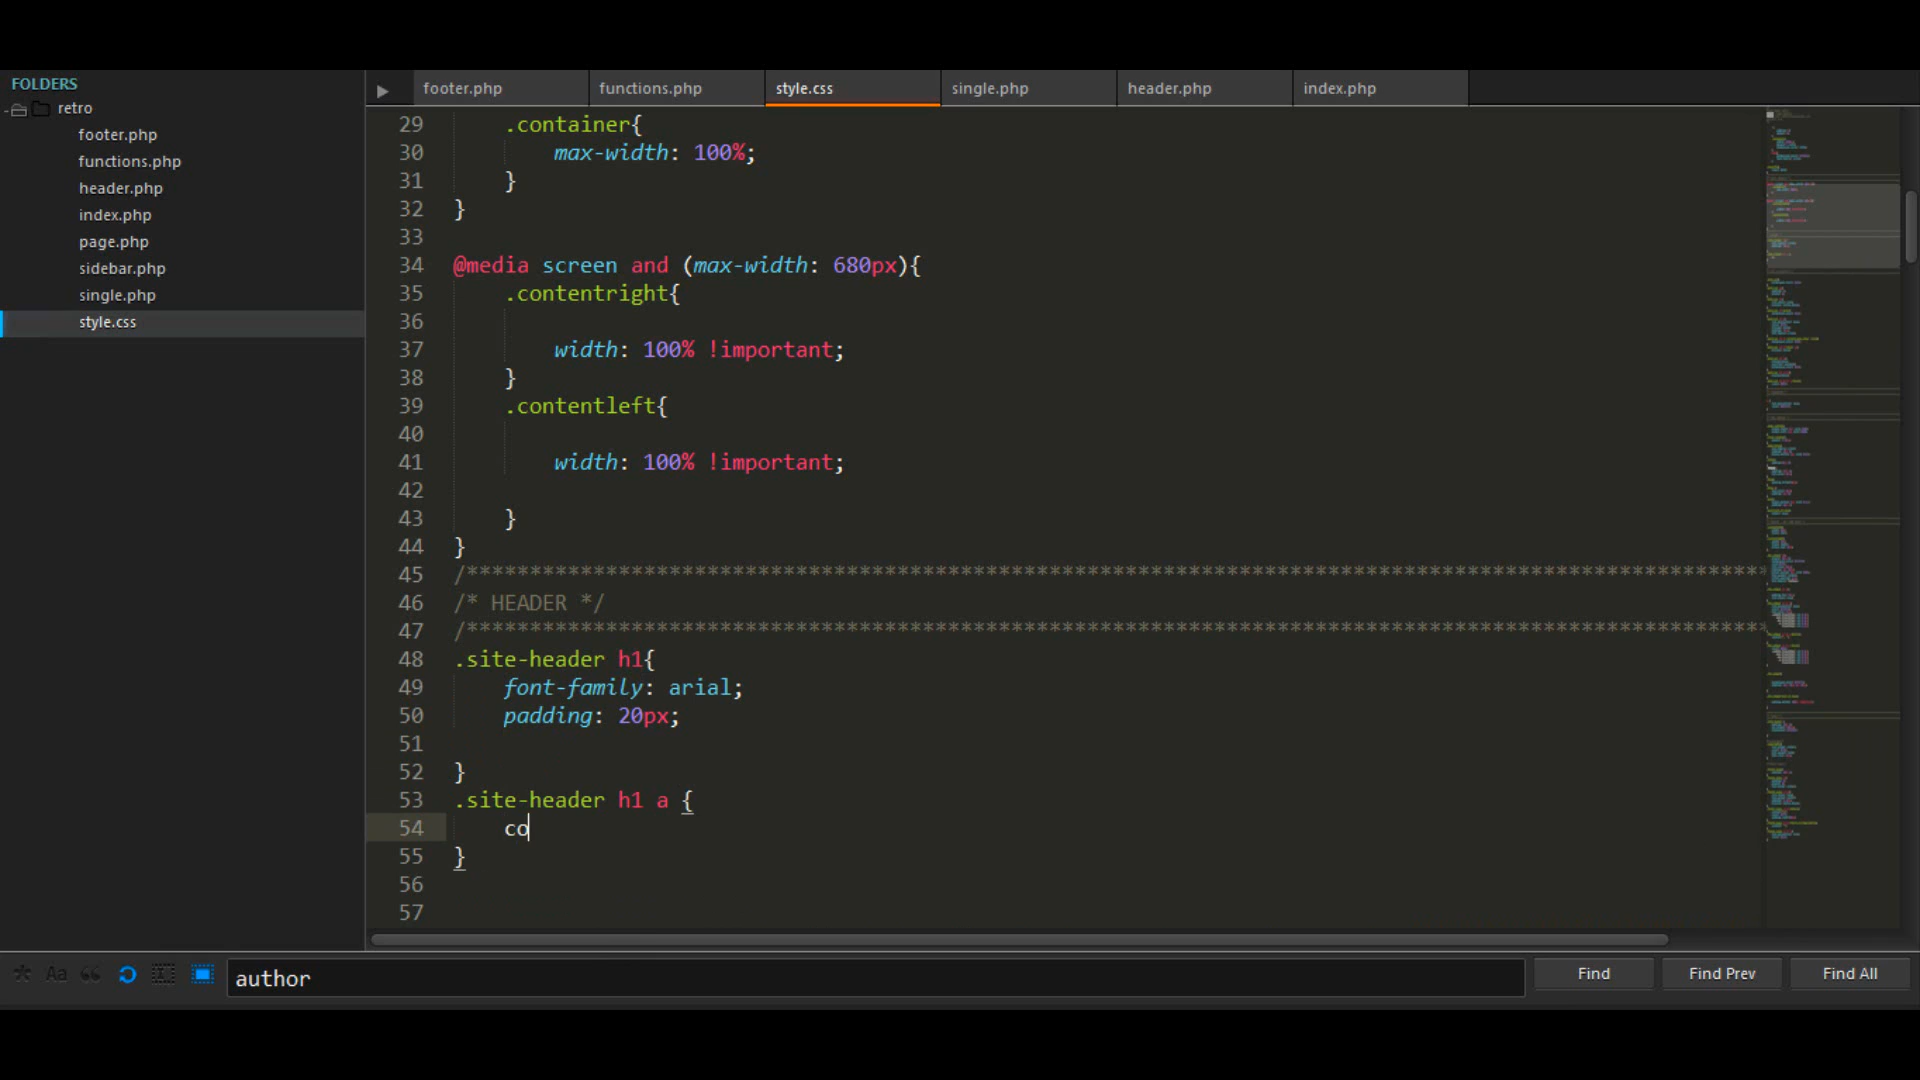 FOLDERS
retro
footer.php
functions.php
header.php
index.php
page.php
sidebar.php
single.php
style.css
footer.php functions.php style.css single.php header.php index.php
29 .container{
30 max-width: 100%;
31 }
32 }
33
34 @media screen and (max-width: 680px){
35 .contentright{
36
37 width: 100% !important;
38 }
39 .contentleft{
40
41 width: 100% !important;
42
43 }
44 }
45 /*******************************************************************************************************
46 /* HEADER */
47 /*******************************************************************************************************
48 .site-header h1{
49 font-family: arial;
50 padding: 20px;
51
52 }
53 .site-header h1 a {
54 co
55 }
56
57
Aa author Find Find Prev Find All